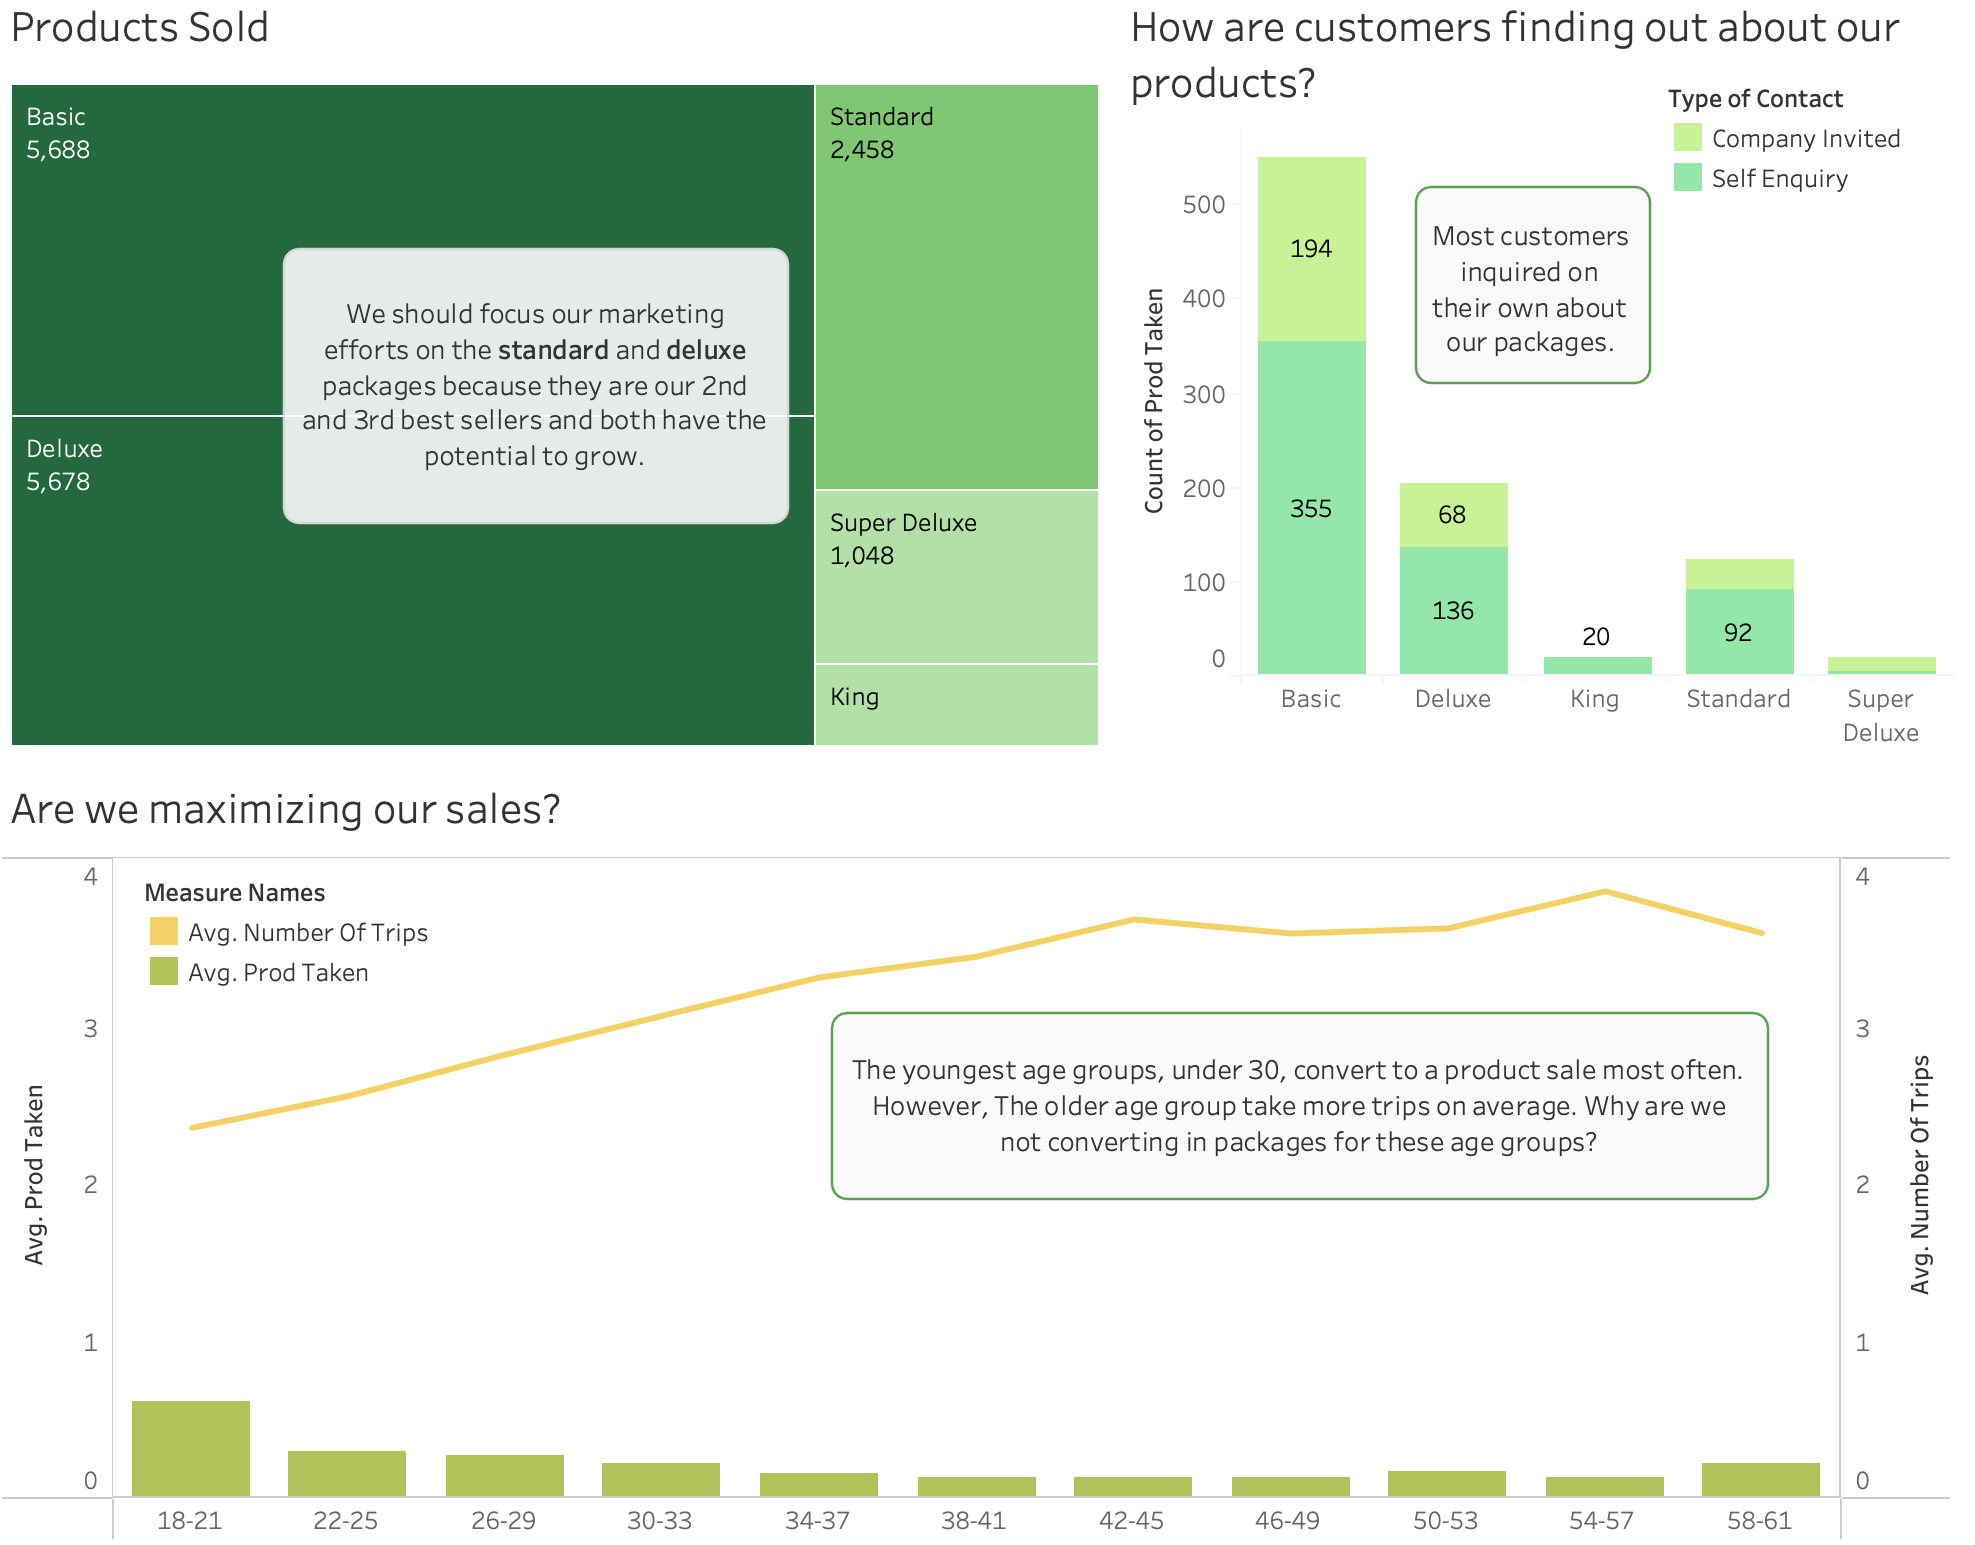 Products Sold
Basic
5,688
Deluxe
5,678
Standard
2,458
Super Deluxe
1,048
King
We should focus our marketing
efforts on the standard and deluxe
packages because they are our 2nd
and 3rd best sellers and both have the
potential to grow.
How are customers finding out about our
products?
Type of Contact
Company Invited
Self Enquiry
Most customers
inquired on
their own about
our packages.
Count of Prod Taken
500
400
300
200
100
0
194
355
68
136
20
92
Basic
Deluxe
King
Standard
Super
Deluxe
Are we maximizing our sales?
Measure Names
Avg. Number Of Trips
Avg. Prod Taken
The youngest age groups, under 30, convert to a product sale most often.
However, The older age group take more trips on average. Why are we
not converting in packages for these age groups?
Avg. Prod Taken
4
3
2
1
0
4
3
2
1
0
Avg. Number Of Trips
18-21
22-25
26-29
30-33
34-37
38-41
42-45
46-49
50-53
54-57
58-61